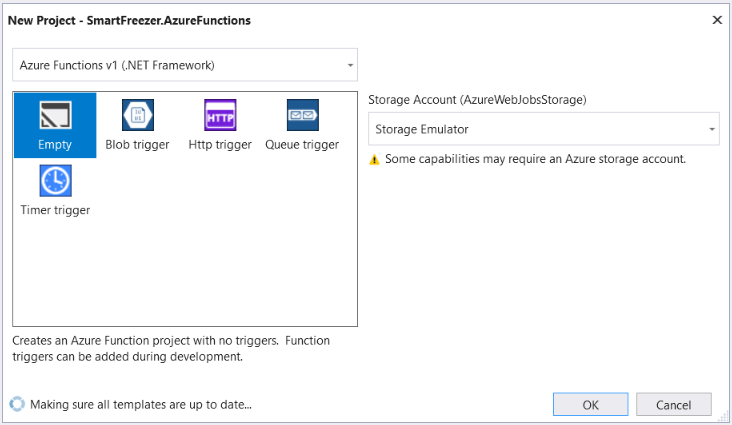 New Project - SmartFreezer.AzureFunctions
Azure Functions v1 (.NET Framework)
Storage Account (AzureWebJobsStorage)
Storage Emulator
Some capabilities may require an Azure storage account.
HTTP
Empty
Blob trigger
Http trigger
Queue trigger
Timer trigger
Creates an Azure Function project with no triggers. Function
triggers can be added during development.
Making sure all templates are up to date...
OK
Cancel